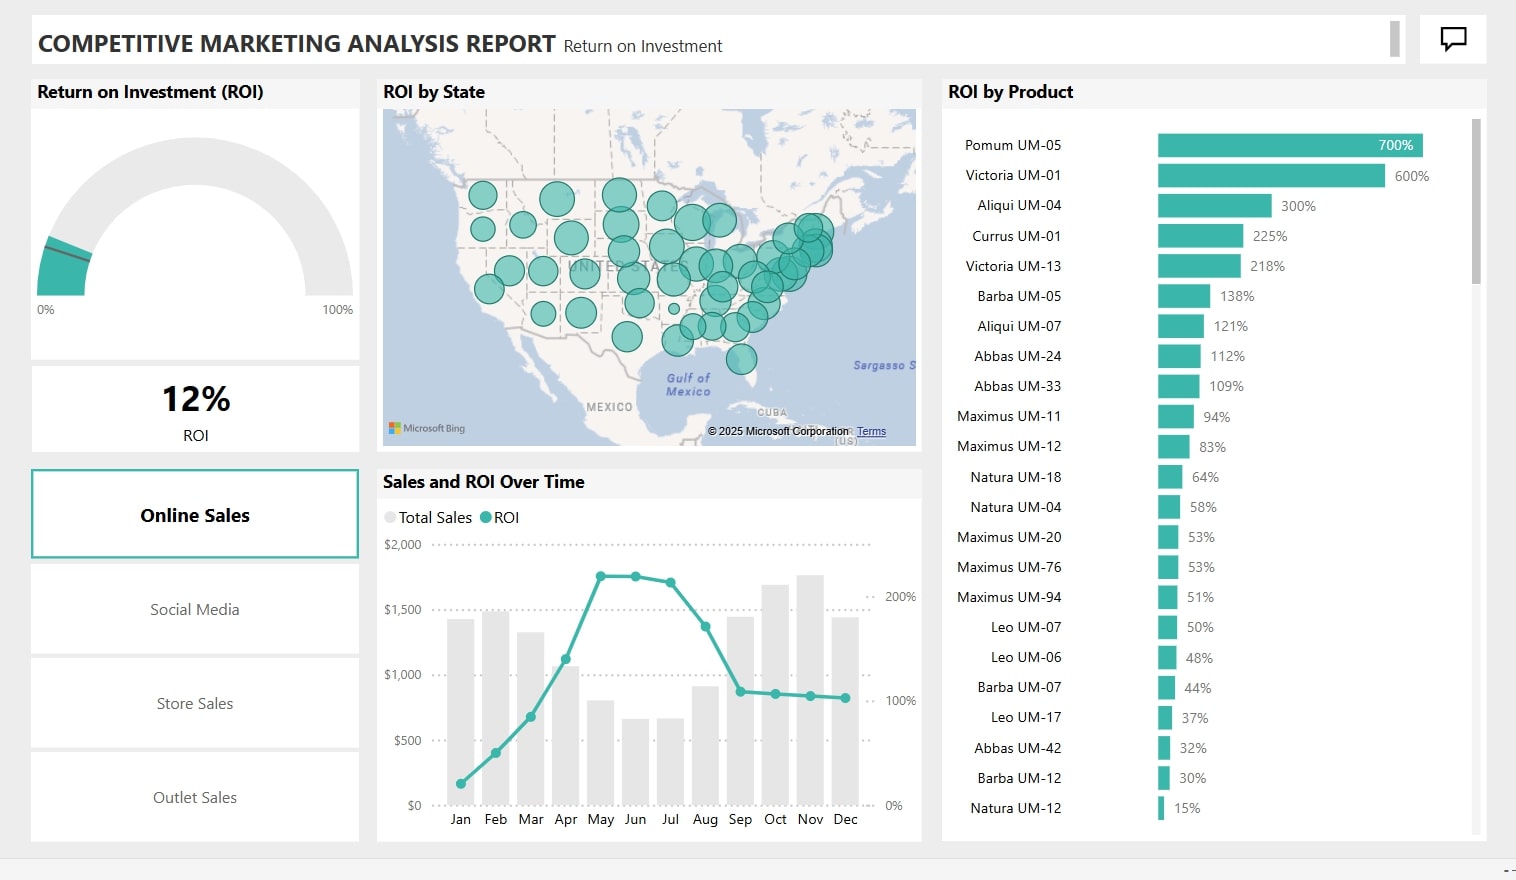 COMPETITIVE MARKETING ANALYSIS REPORT Return on Investment
Return on Investment (ROI)
0%
100%
12%
ROI
Online Sales
Social Media
Store Sales
Outlet Sales
ROI by State
UNITED STATES
Gulf of
Mexico
MEXICO
CUBA
Sargasso S
Microsoft Bing
© 2025 Microsoft Corporation Terms
(US)
Sales and ROI Over Time
Total Sales ROI
$2,000
$1,500
$1,000
$500
$0
200%
100%
0%
Jan Feb Mar Apr May Jun Jul Aug Sep Oct Nov Dec
ROI by Product
Pomum UM-05 700%
Victoria UM-01 600%
Aliqui UM-04 300%
Currus UM-01 225%
Victoria UM-13 218%
Barba UM-05 138%
Aliqui UM-07 121%
Abbas UM-24 112%
Abbas UM-33 109%
Maximus UM-11 94%
Maximus UM-12 83%
Natura UM-18 64%
Natura UM-04 58%
Maximus UM-20 53%
Maximus UM-76 53%
Maximus UM-94 51%
Leo UM-07 50%
Leo UM-06 48%
Barba UM-07 44%
Leo UM-17 37%
Abbas UM-42 32%
Barba UM-12 30%
Natura UM-12 15%